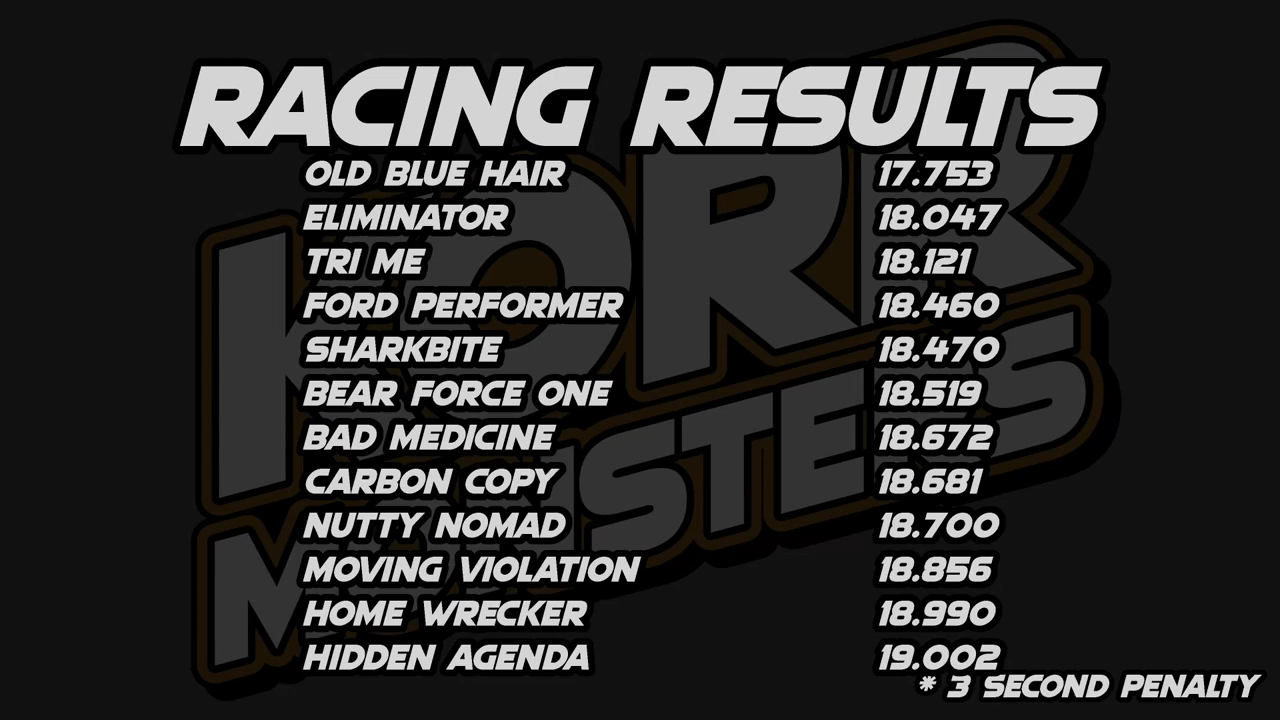 RACING RESULTS
OLD BLUE HAIR 17.753
ELIMINATOR 18.047
TRI ME 18.121
FORD PERFORMER 18.460
SHARKBITE 18.470
BEAR FORCE ONE 18.519
BAD MEDICINE 18.672
CARBON COPY 18.681
NUTTY NOMAD 18.700
MOVING VIOLATION 18.856
HOME WRECKER 18.990
HIDDEN AGENDA 19.002
* 3 SECOND PENALTY
KORR
MONSTERS